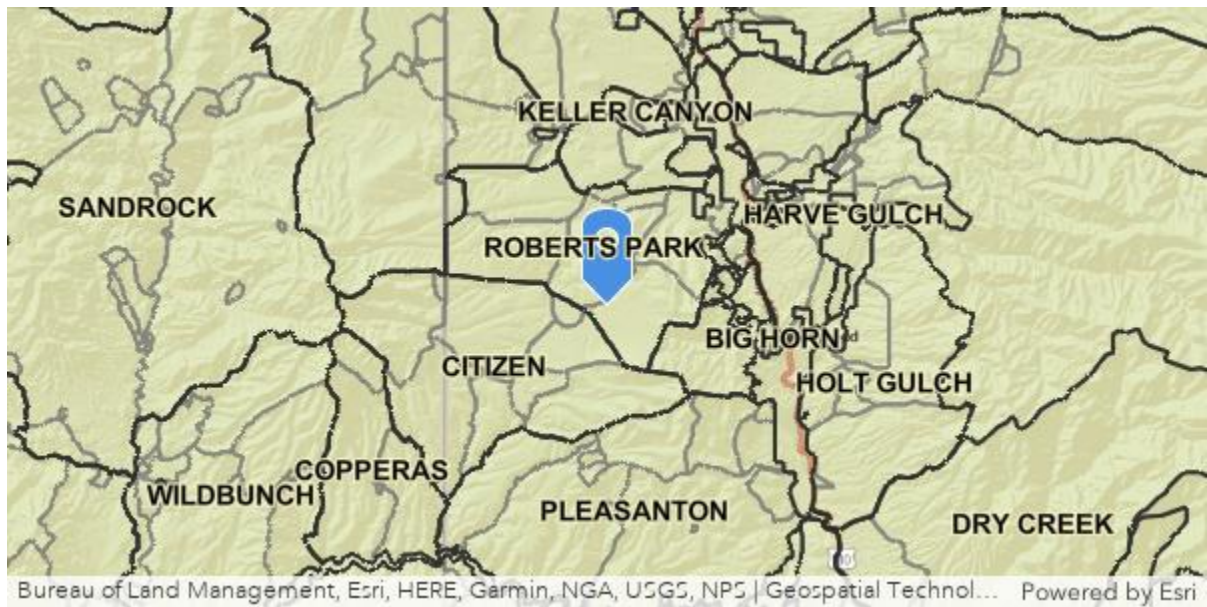 KELLER CANYON
SANDROCK
HARVE GULCH
ROBERTS PARK
BIG HORN
CITIZEN
HOLT GULCH
COPPERAS
WILDBUNCH
PLEASANTON
DRY CREEK
Bureau of Land Management, Esri, HERE, Garmin, NGA, USGS, NPS | Geospatial Technol... Powered by Esri